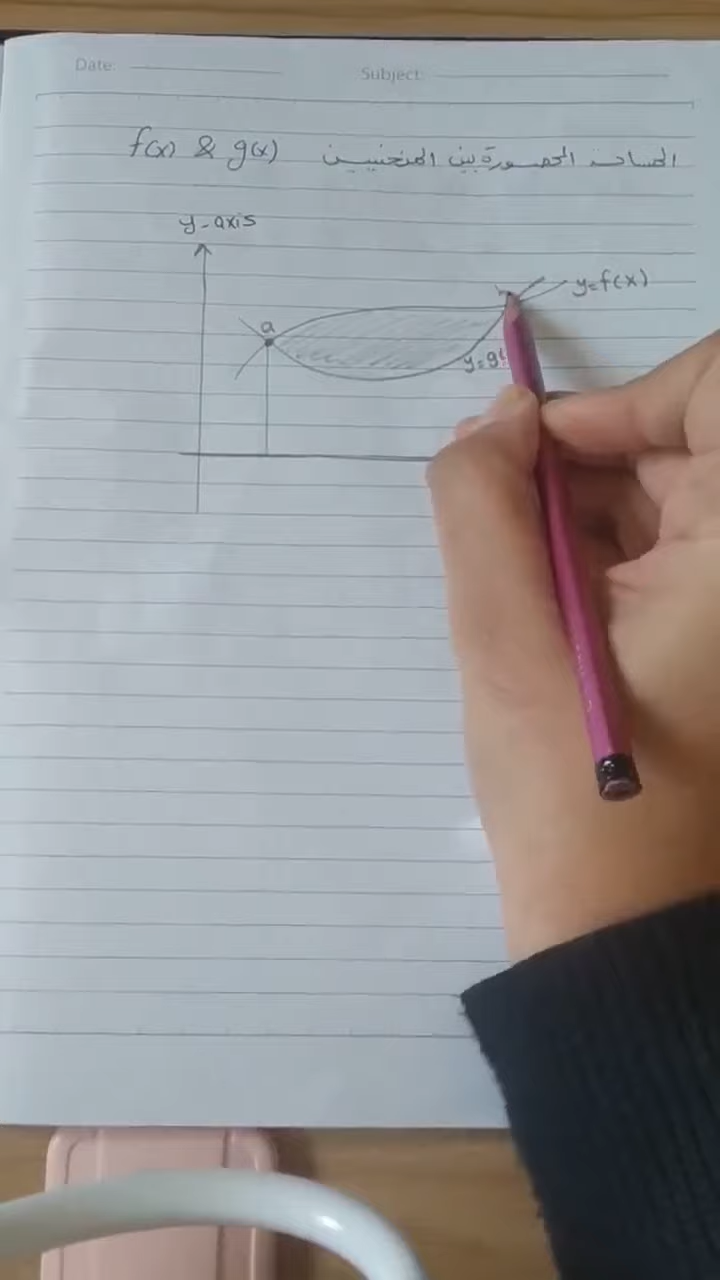 Date:
Subject:
المساحة المحصورة بين المنحنيين f(x) & g(x)
y-axis
a
y=f(x)
y=g(